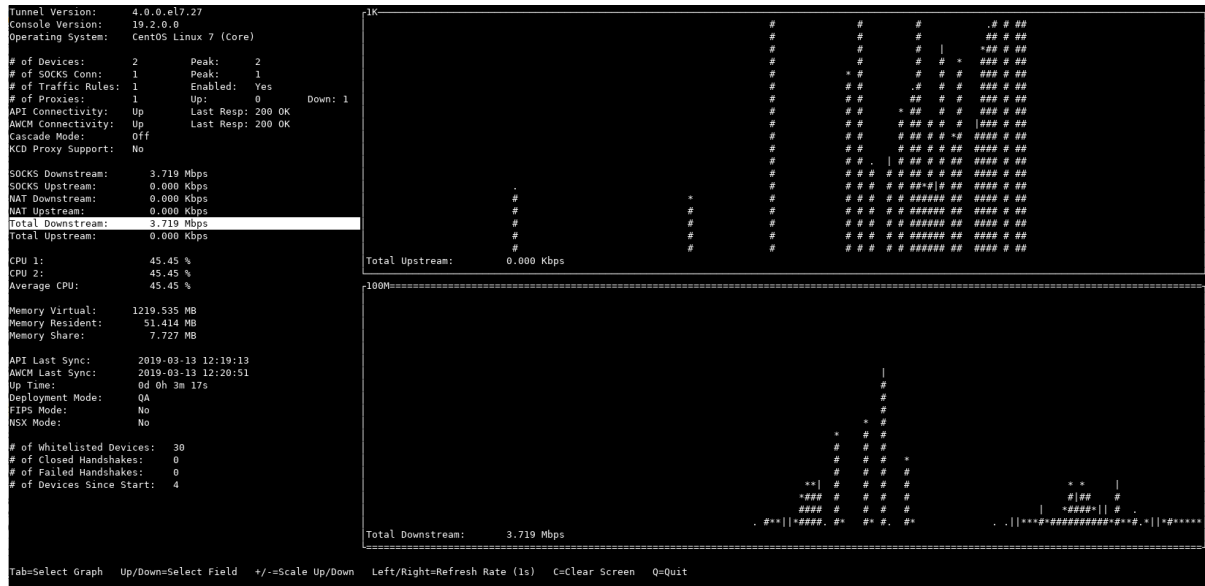 Tunnel Version: 4.0.0.el7.27
Console Version: 19.2.0.0
Operating System: CentOS Linux 7 (Core)
# of Devices: 2 Peak: 2
# of SOCKS Conn: 1 Peak: 1
# of Traffic Rules: 1 Enabled: Yes
# of Proxies: 1 Up: 0 Down: 1
API Connectivity: Up Last Resp: 200 OK
AWCM Connectivity: Up Last Resp: 200 OK
Cascade Mode: Off
KCD Proxy Support: No
SOCKS Downstream: 3.719 Mbps
SOCKS Upstream: 0.000 Kbps
NAT Downstream: 0.000 Kbps
NAT Upstream: 0.000 Kbps
Total Downstream: 3.719 Mbps
Total Upstream: 0.000 Kbps
CPU 1: 45.45 %
CPU 2: 45.45 %
Average CPU: 45.45 %
Memory Virtual: 1219.535 MB
Memory Resident: 51.414 MB
Memory Share: 7.727 MB
API Last Sync: 2019-03-13 12:19:13
AWCM Last Sync: 2019-03-13 12:20:51
Up Time: 0d 0h 3m 17s
Deployment Mode: QA
FIPS Mode: No
NSX Mode: No
# of Whitelisted Devices: 30
# of Closed Handshakes: 0
# of Failed Handshakes: 0
# of Devices Since Start: 4
1K
Total Upstream: 0.000 Kbps
100M
Total Downstream: 3.719 Mbps
Tab=Select Graph Up/Down=Select Field +/-=Scale Up/Down Left/Right=Refresh Rate (1s) C=Clear Screen Q=Quit